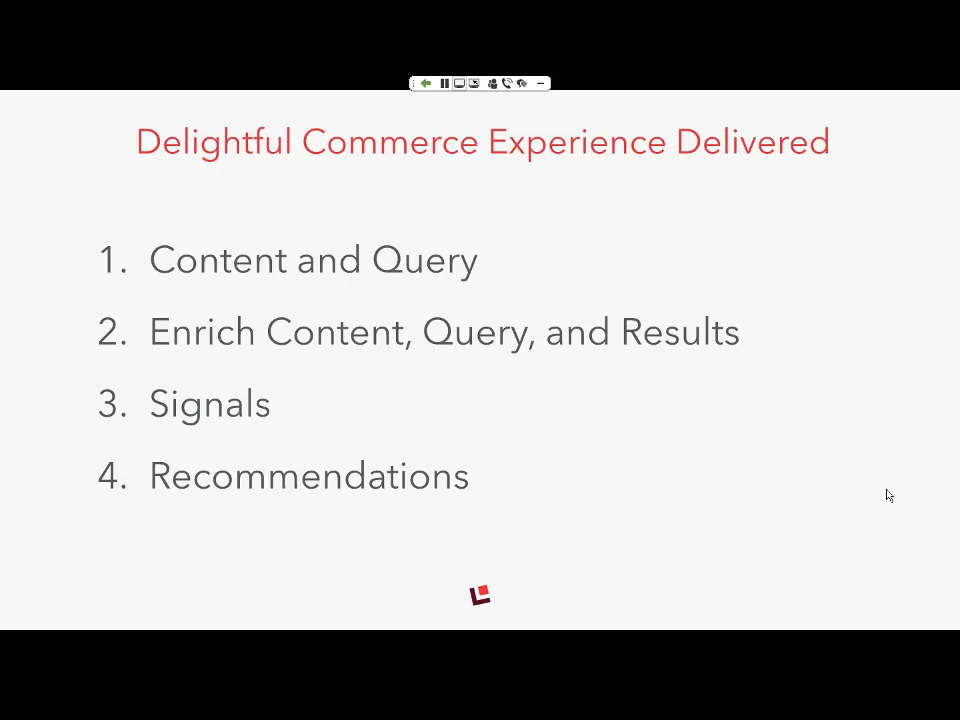 Delightful Commerce Experience Delivered
1. Content and Query
2. Enrich Content, Query, and Results
3. Signals
4. Recommendations